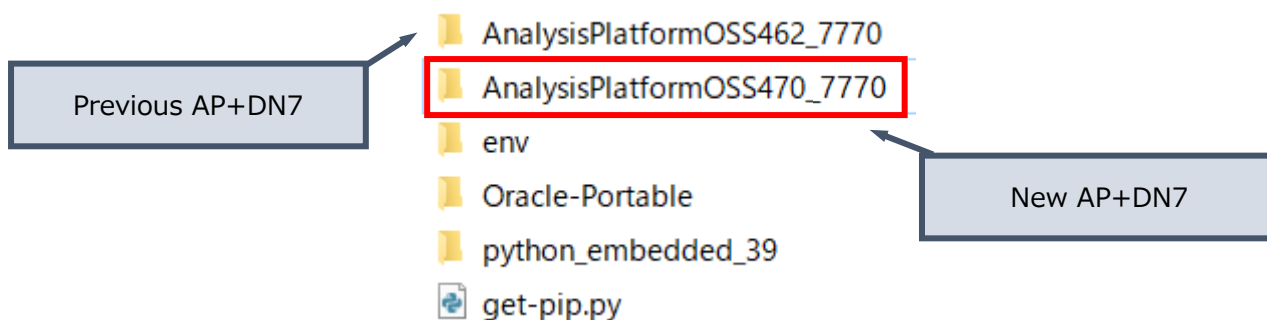 AnalysisPlatformOSS462_7770
Previous AP+DN7
AnalysisPlatformOSS470_7770
env
Oracle-Portable
New AP+DN7
python_embedded_39
get-pip.py